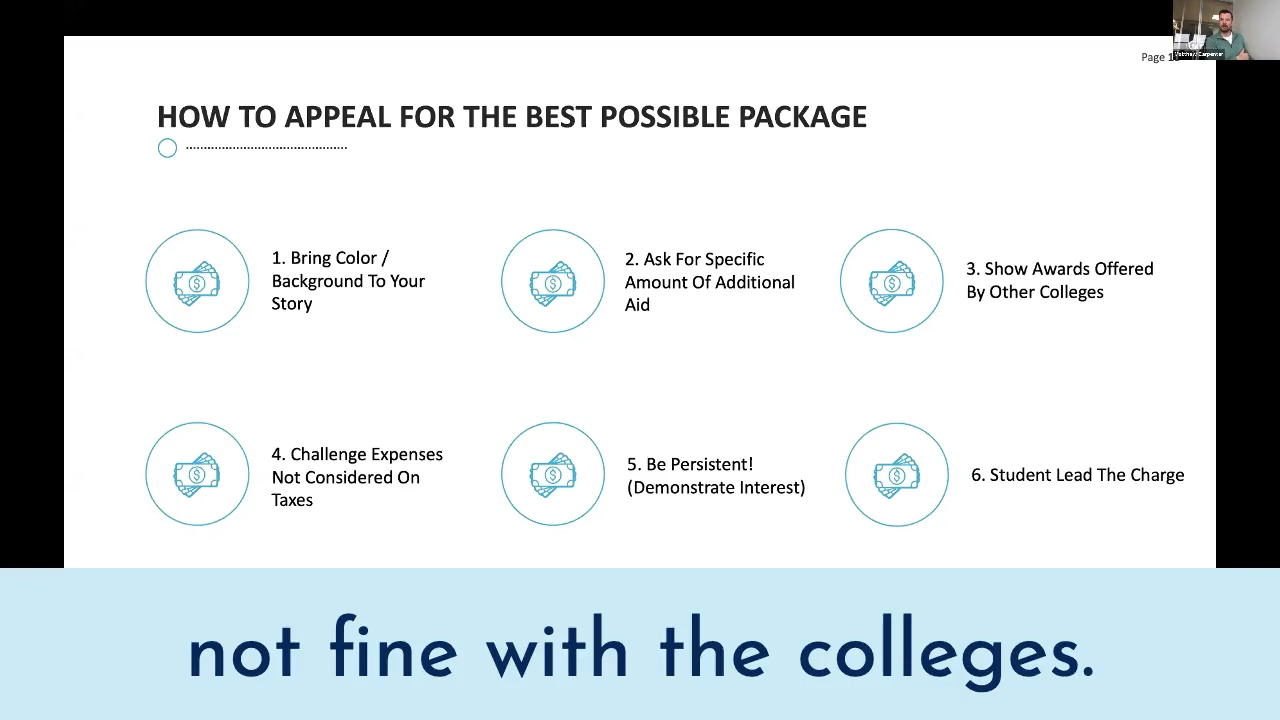 Matthew Carpenter
Page 1
HOW TO APPEAL FOR THE BEST POSSIBLE PACKAGE
1. Bring Color /
Background To Your
Story
2. Ask For Specific
Amount Of Additional
Aid
3. Show Awards Offered
By Other Colleges
4. Challenge Expenses
Not Considered On
Taxes
5. Be Persistent!
(Demonstrate Interest)
6. Student Lead The Charge
not fine with the colleges.